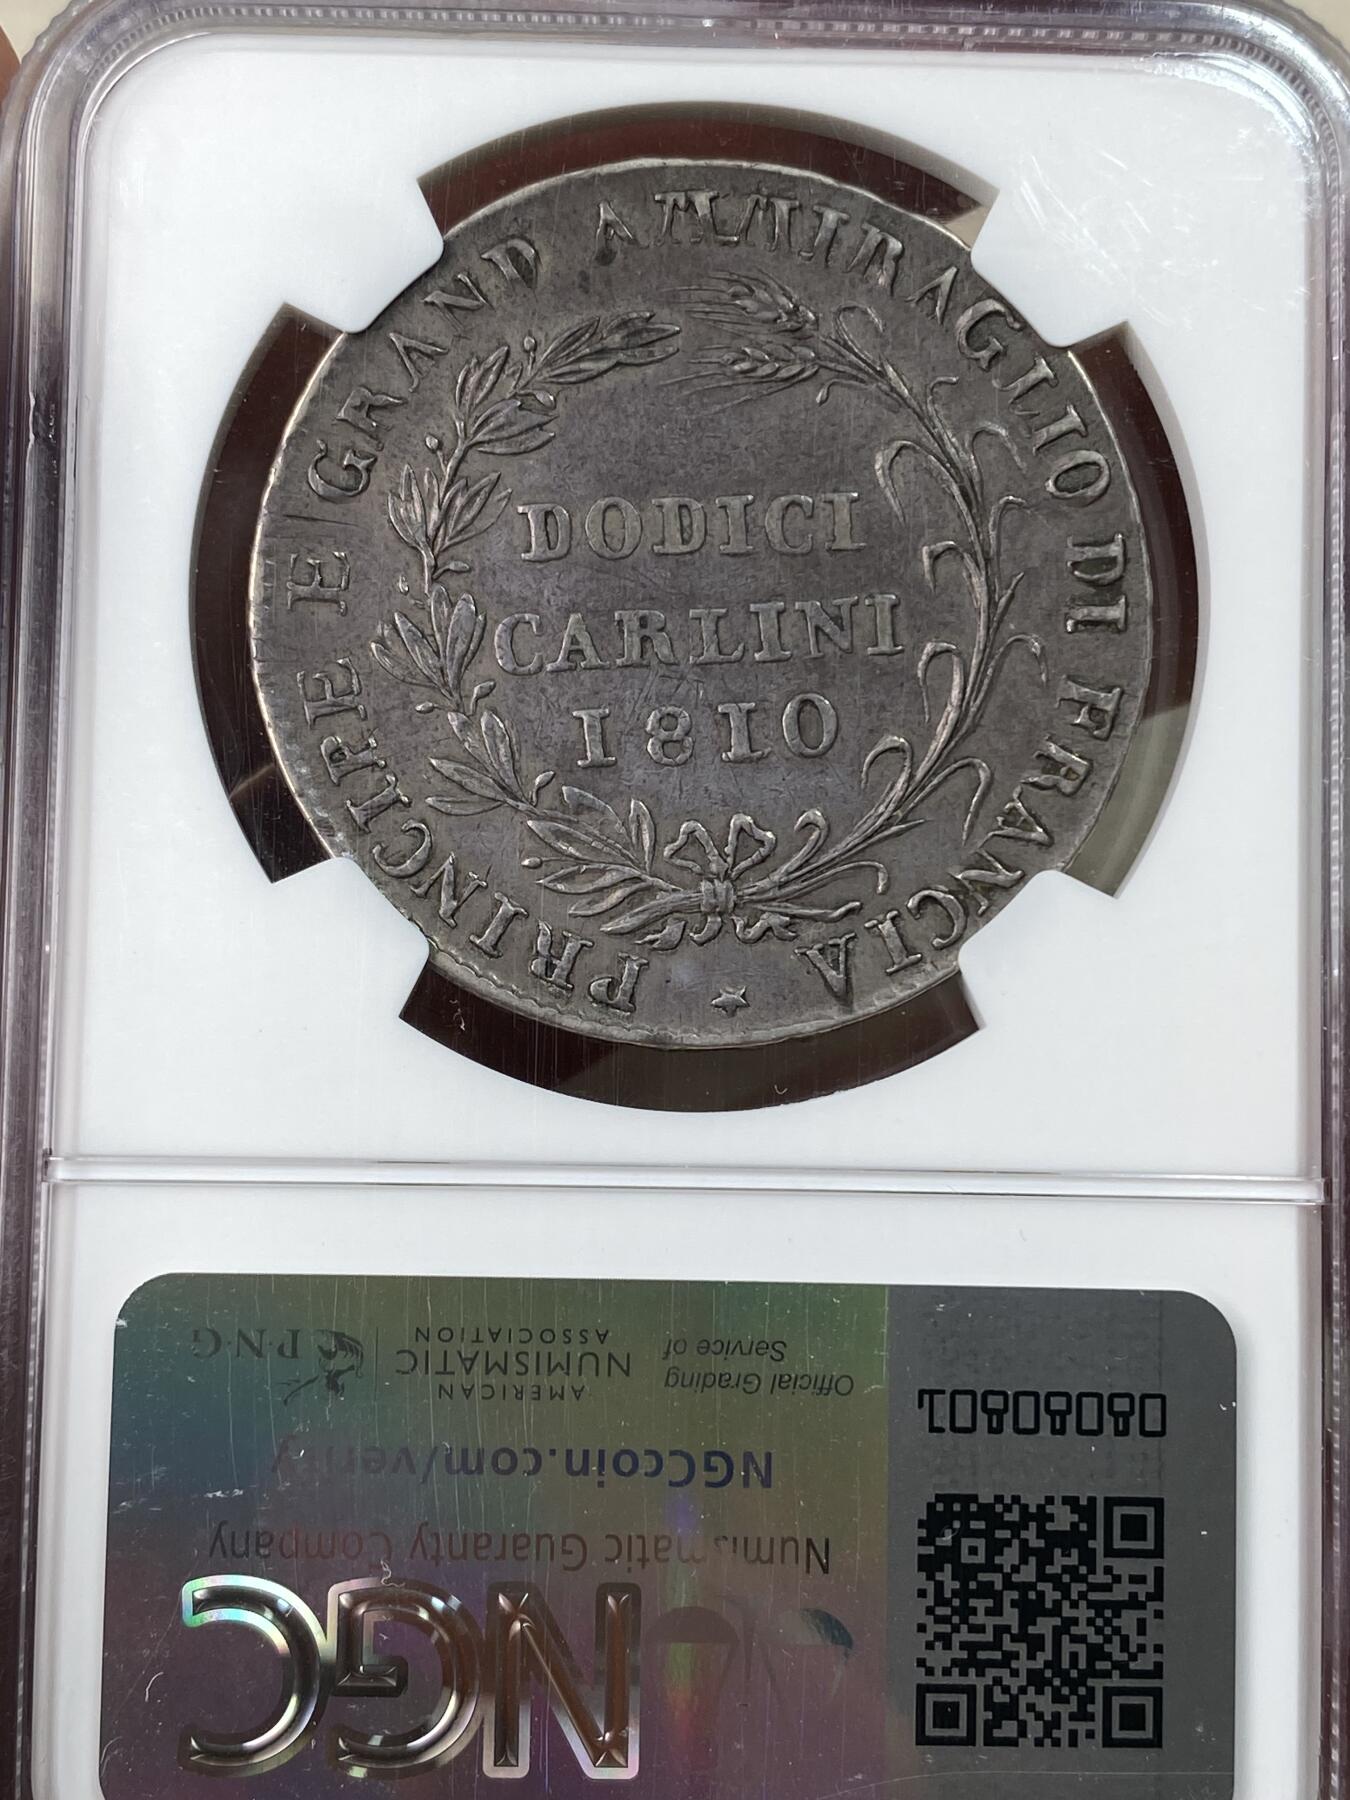 PRINCIPE E GRAND AMMIRAGLIO DI FRANCIA
DODICI
CARLINI
1810
NGC
Numismatic Guaranty Company
NGCcoin.com/verify
Official Grading
Service of
AMERICAN
NUMISMATIC
ASSOCIATION
P·N·G